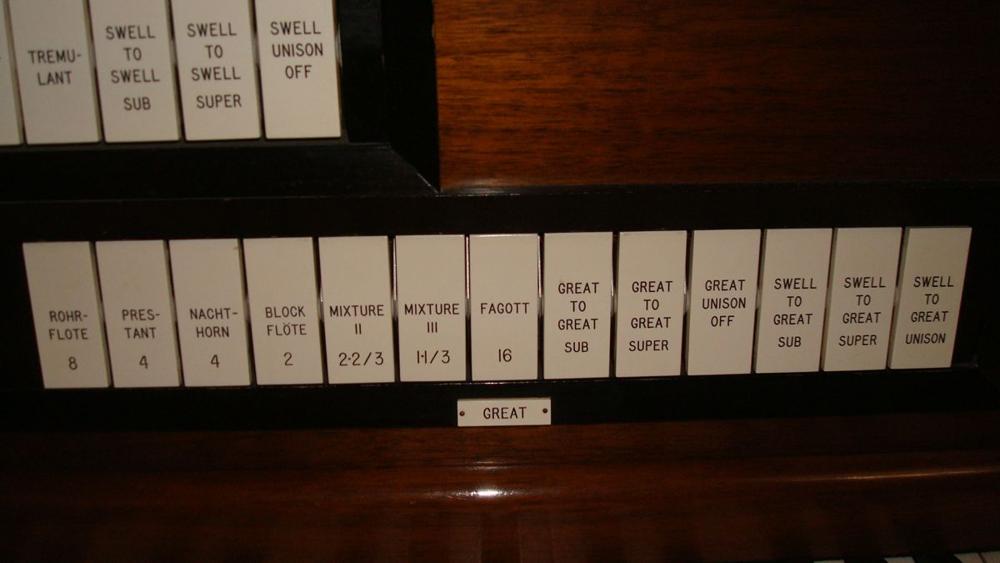 TREMU-
LANT
SWELL
TO
SWELL
SUB
SWELL
TO
SWELL
SUPER
SWELL
UNISON
OFF
ROHR-
FLOTE
8
PRES-
TANT
4
NACHT-
HORN
4
BLOCK
FLÖTE
2
MIXTURE
II
2·2/3
MIXTURE
III
1·1/3
FAGOTT
16
GREAT
TO
GREAT
SUB
GREAT
TO
GREAT
SUPER
GREAT
UNISON
OFF
SWELL
TO
GREAT
SUB
SWELL
TO
GREAT
SUPER
SWELL
TO
GREAT
UNISON
GREAT